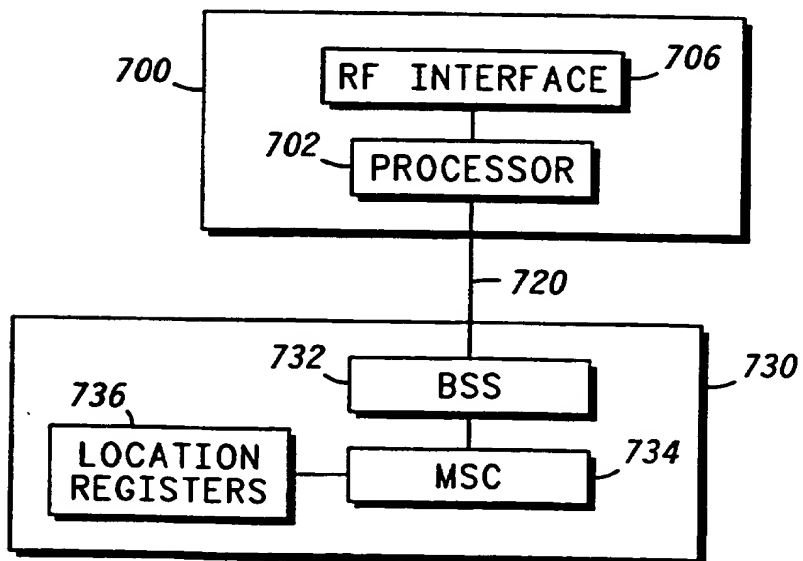 700
RF INTERFACE
706
702
PROCESSOR
720
732
BSS
730
736
LOCATION
REGISTERS
MSC
734